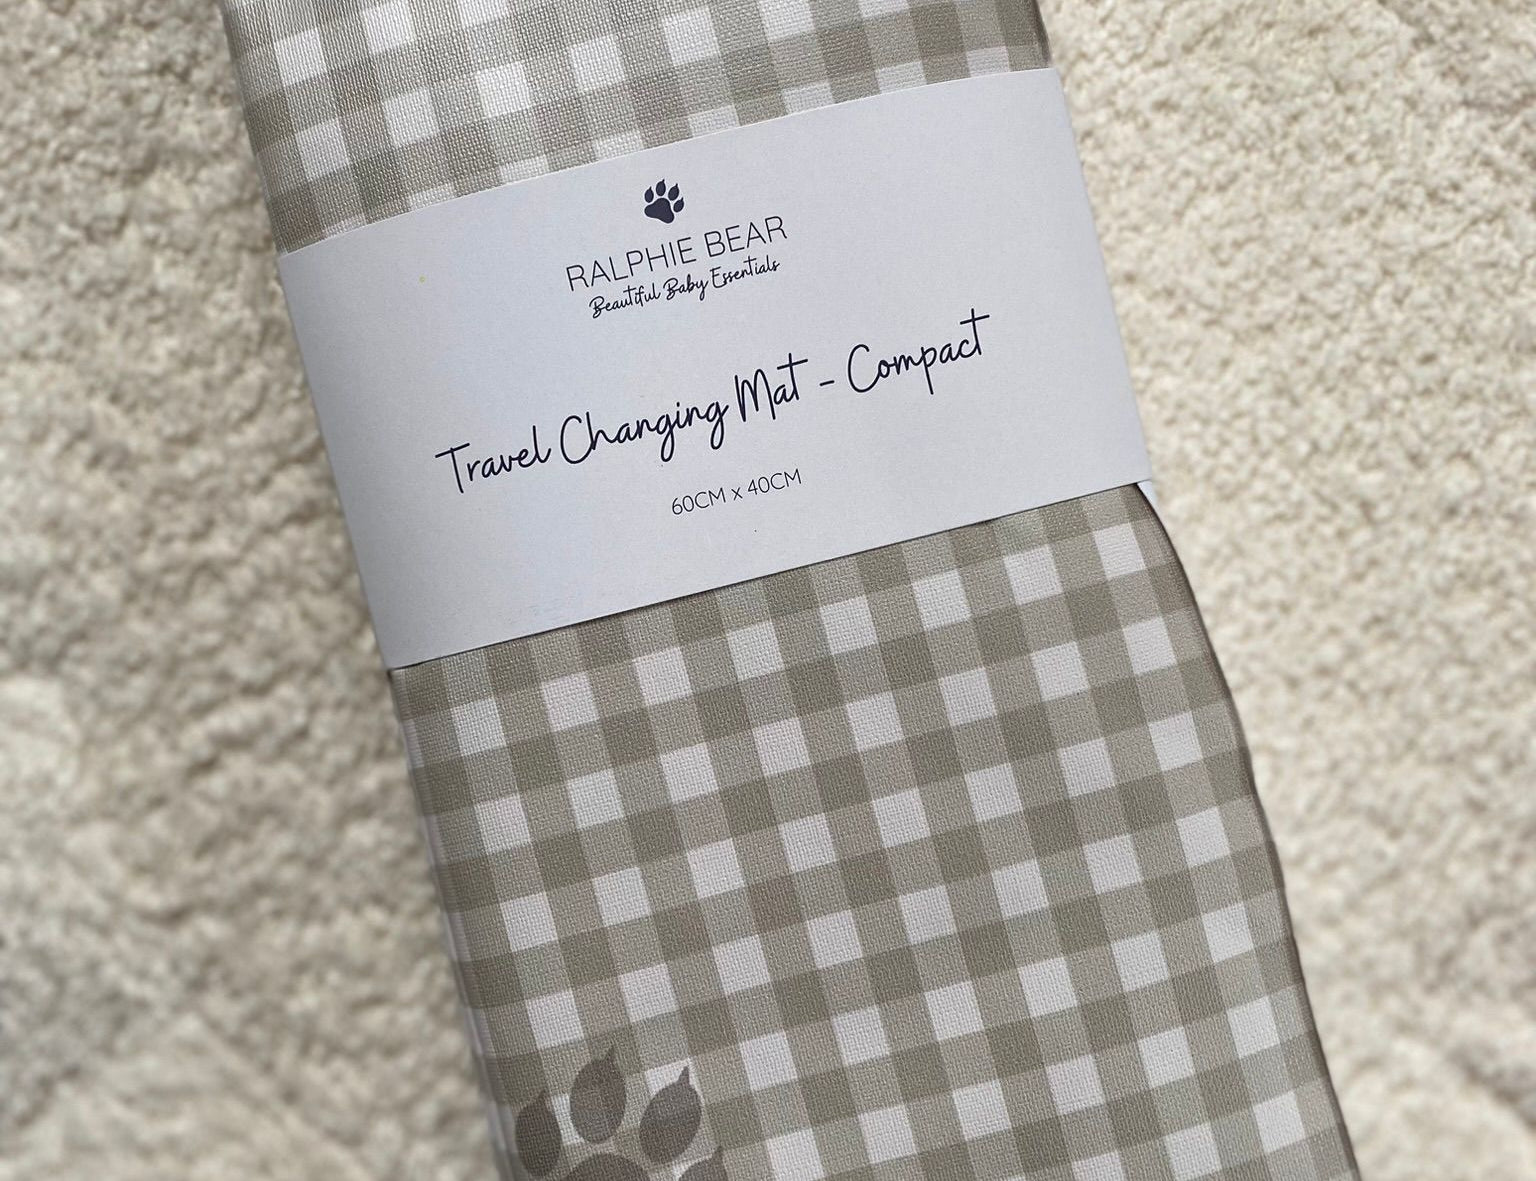 RALPHIE BEAR
Beautiful Baby Essentials
Travel Changing Mat - Compact
60CM x 40CM